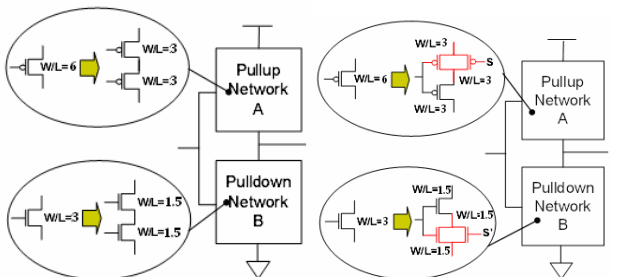 W/L=3
W/L=6
W/L=3
Pullup
Network
A
W/L=1.5
W/L=3
W/L=1.5
Pulldown
Network
B
W/L=3
S
W/L=6
W/L=3
W/L=3
Pullup
Network
A
W/L=1.5
W/L=3
W/L=1.5
S'
W/L=1.5
Pulldown
Network
B